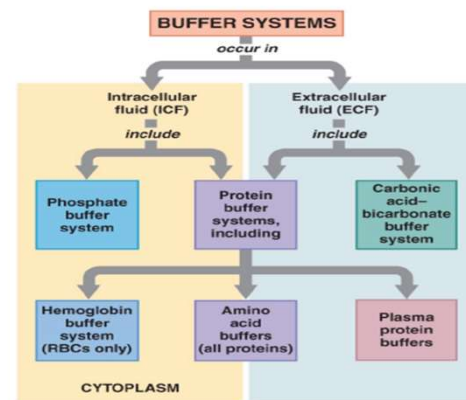 BUFFER SYSTEMS
occur in
Intracellular
fluid (ICF)
Extracellular
fluid (ECF)
include
include
Phosphate
buffer
system
Protein
buffer
systems,
including
Carbonic
acid–
bicarbonate
buffer
system
Hemoglobin
buffer
system
(RBCs only)
Amino
acid
buffers
(all proteins)
Plasma
protein
buffers
CYTOPLASM